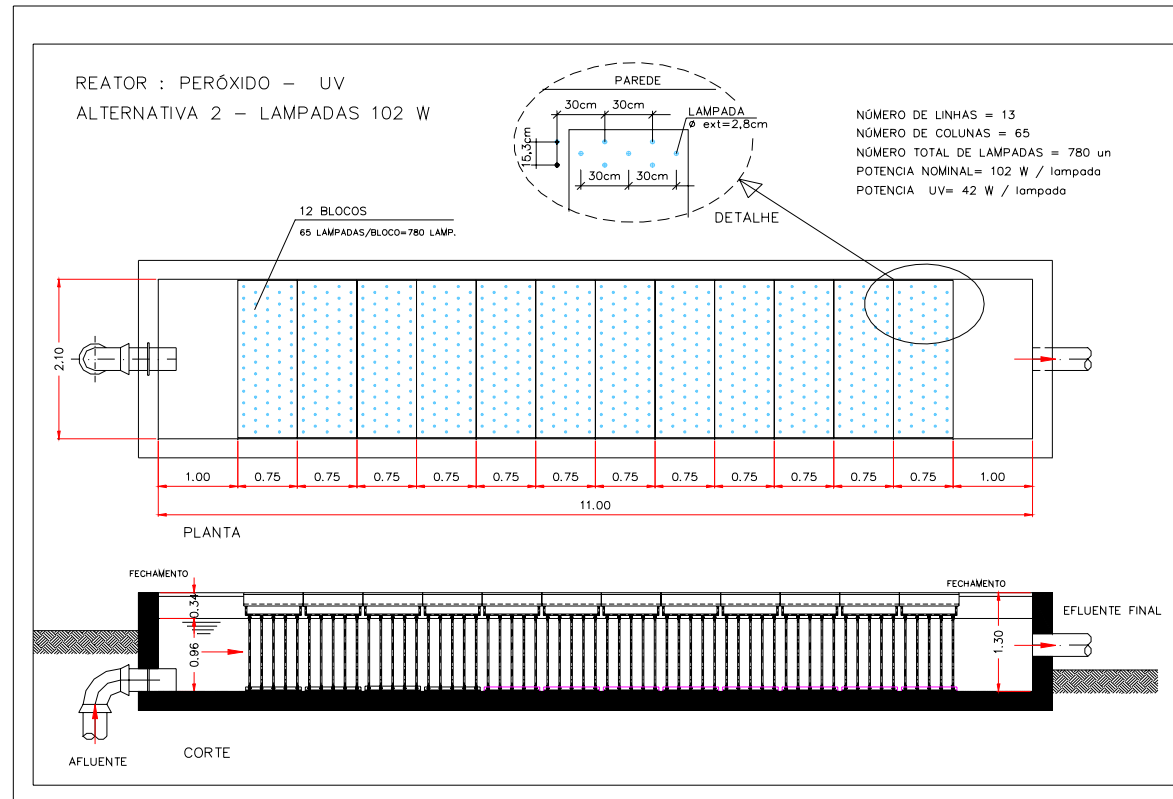 REATOR : PERÓXIDO – UV
ALTERNATIVA 2 – LAMPADAS 102 W
PAREDE
30cm
30cm
LAMPADA
ø ext=2,8cm
15,3cm
30cm
30cm
DETALHE
NÚMERO DE LINHAS = 13
NÚMERO DE COLUNAS = 65
NÚMERO TOTAL DE LAMPADAS = 780 un
POTENCIA NOMINAL= 102 W / lampada
POTENCIA UV= 42 W / lampada
12 BLOCOS
65 LAMPADAS/BLOCO=780 LAMP.
2.10
1.00
0.75
0.75
0.75
0.75
0.75
0.75
0.75
0.75
0.75
0.75
0.75
0.75
1.00
11.00
PLANTA
FECHAMENTO
FECHAMENTO
0.34
0.96
1.30
EFLUENTE FINAL
AFLUENTE
CORTE